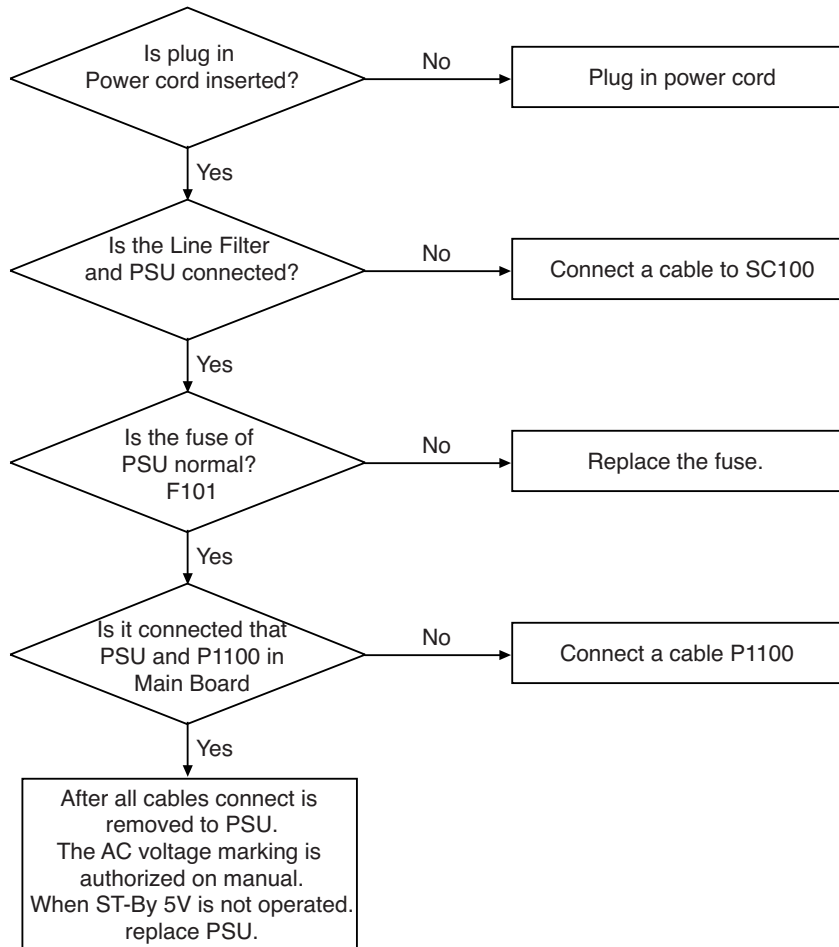 Is plug in
Power cord inserted?
No
Plug in power cord
Yes
Is the Line Filter
and PSU connected?
No
Connect a cable to SC100
Yes
Is the fuse of
PSU normal?
F101
No
Replace the fuse.
Yes
Is it connected that
PSU and P1100 in
Main Board
No
Connect a cable P1100
Yes
After all cables connect is
removed to PSU.
The AC voltage marking is
authorized on manual.
When ST-By 5V is not operated.
replace PSU.